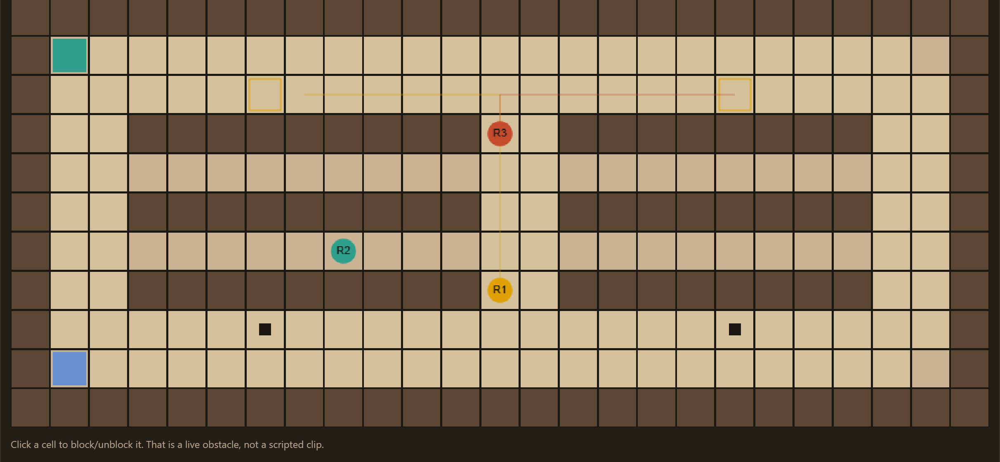 R3
R2
R1
Click a cell to block/unblock it. That is a live obstacle, not a scripted clip.